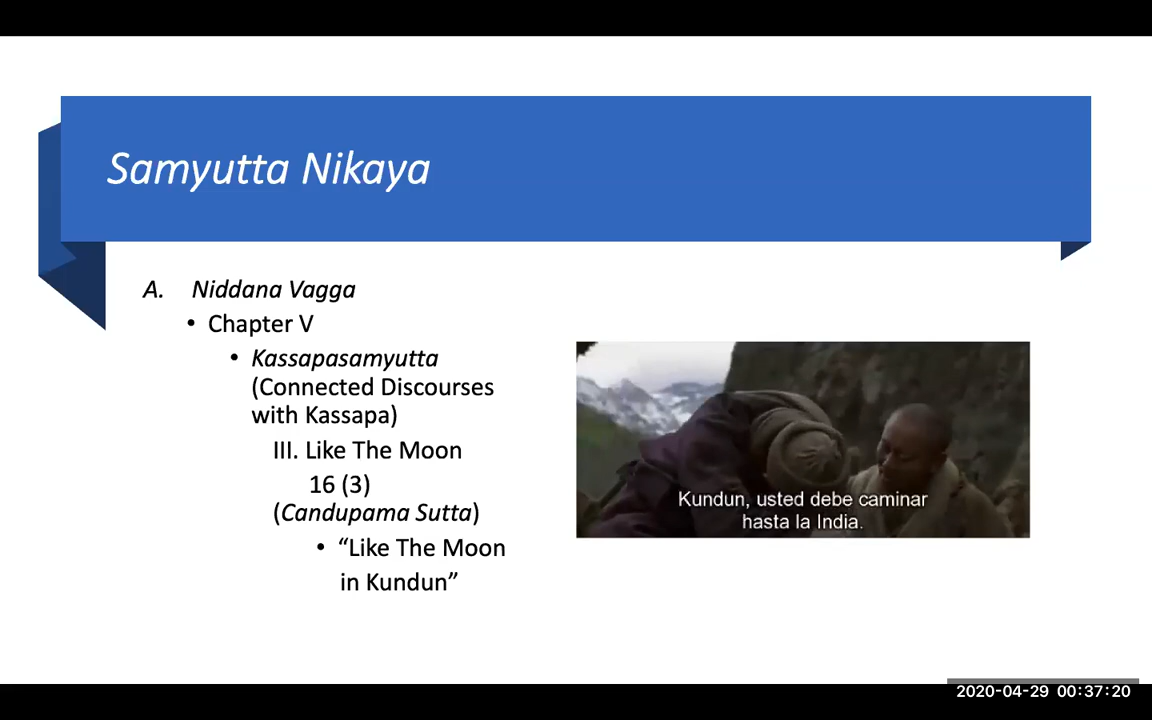 Samyutta Nikaya
A. Niddana Vagga
• Chapter V
• Kassapasamyutta
(Connected Discourses
with Kassapa)
III. Like The Moon
16 (3)
(Candupama Sutta)
• “Like The Moon
in Kundun”
Kundun, usted debe caminar
hasta la India.
2020-04-29 00:37:20